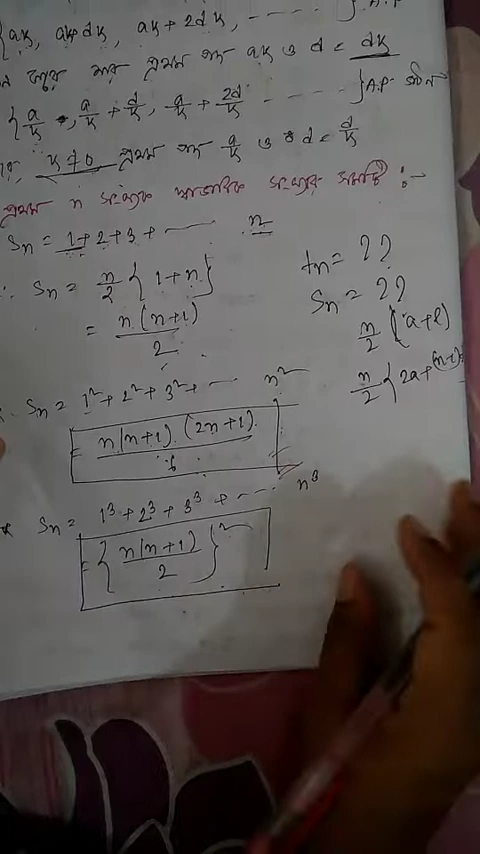 {ak, ak+dk, ak+2dk, ------ } A.P
প্রথম পদ ak ও d = dk
{a/k, a/k + d/k, a/k + 2d/k ------ } A.P.
k≠0 প্রথম পদ a/k ও d = d/k
প্রথম n সংখ্যক স্বাভাবিক সংখ্যার সমষ্টি :-
Sn = 1+2+3+ ------ n
∴ Sn = n/2 {1+n}
= n(n+1)/2
tn = ??
Sn = ??
n/2 (a+l)
n/2 {2a+(n-1)
Sn = 1² + 2² + 3² + ------ n²
= n(n+1)(2n+1)/6
* Sn = 1³ + 2³ + 3³ + ------ n³
= {n(n+1)/2}²